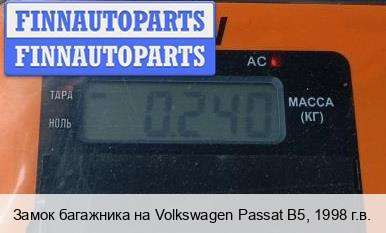 FINNAUTOPARTS
FINNAUTOPARTS
AC
ТАРА
0.240
МАССА
НОЛЬ
(КГ)
Замок багажника на Volkswagen Passat B5, 1998 г.в.